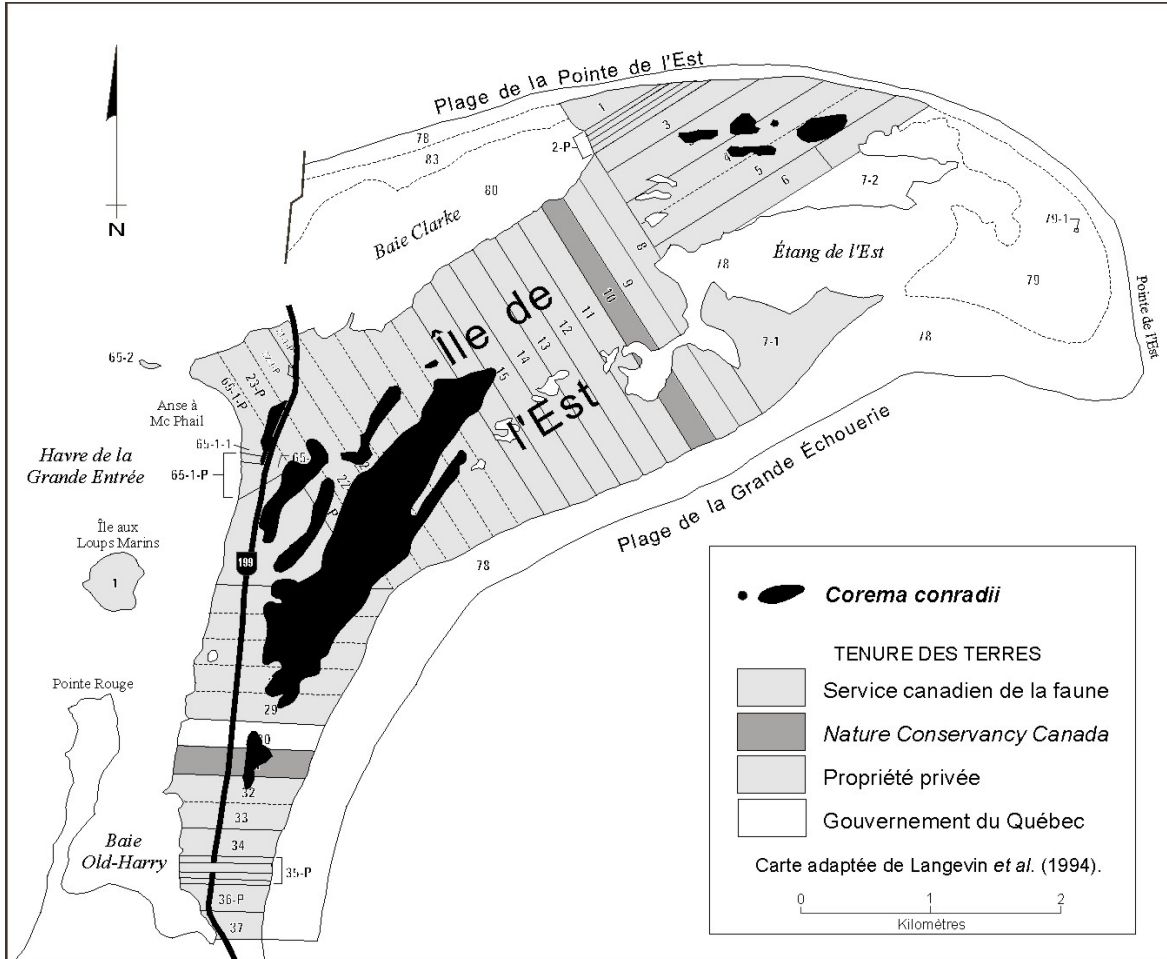 Plage de la Pointe de l'Est
78
83
80
2-P
1
3
4
5
6
7-2
79-1
79
Baie Clarke
Étang de l'Est
Pointe de l'Est
N
8
9
10
11
12
13
14
15
78
7-1
78
Île de
l'Est
65-2
23-P
65-1-P
Anse à
Mc Phail
65-1-1
Havre de la
Grande Entrée
65-1-P
Île aux
Loups Marins
1
199
78
Plage de la Grande Échouerie
Pointe Rouge
29
32
33
34
35-P
36-P
37
Baie
Old-Harry
Corema conradii
TENURE DES TERRES
Service canadien de la faune
Nature Conservancy Canada
Propriété privée
Gouvernement du Québec
Carte adaptée de Langevin et al. (1994).
0 1 2
Kilomètres